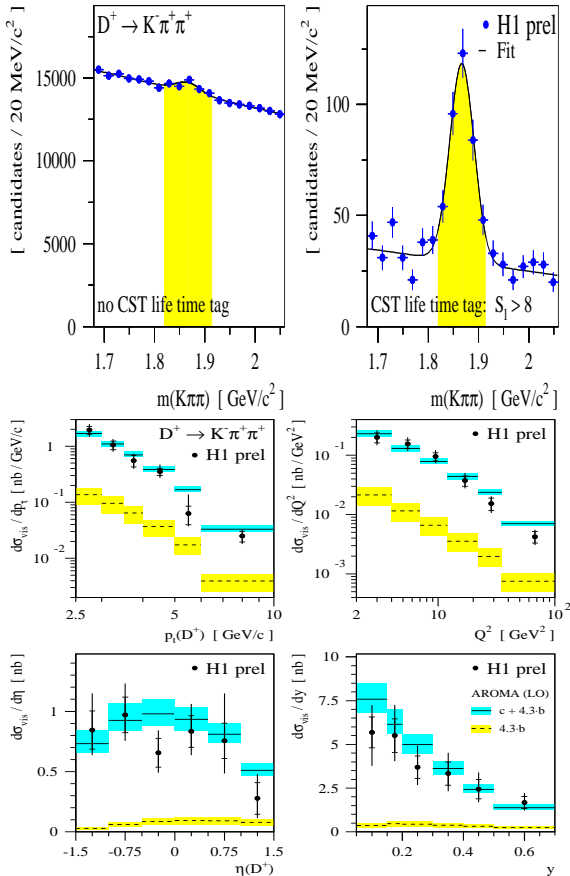 D⁺ → K⁻π⁺π⁺
[ candidates / 20 MeV/c² ]
15000
10000
5000
0
no CST life time tag
1.7 1.8 1.9 2
m(Kππ) [ GeV/c² ]
H1 prel
Fit
[ candidates / 20 MeV/c² ]
100
50
0
CST life time tag: S_l > 8
1.7 1.8 1.9 2
m(Kππ) [ GeV/c² ]
D⁺ → K⁻π⁺π⁺
H1 prel
dσ_vis / dp_t [ nb / GeV/c ]
1
10⁻¹
10⁻²
2.5 5 10
p_t(D⁺) [ GeV/c ]
H1 prel
dσ_vis / dQ² [ nb / GeV² ]
10⁻¹
10⁻²
10⁻³
2 10 10²
Q² [ GeV² ]
H1 prel
dσ_vis / dη [ nb ]
1.5
1
0.5
0
-1.5 -0.75 0 0.75 1.5
η(D⁺)
H1 prel
AROMA (LO)
c + 4.3·b
4.3·b
dσ_vis / dy [ nb ]
10
7.5
5
2.5
0
0.2 0.4 0.6
y